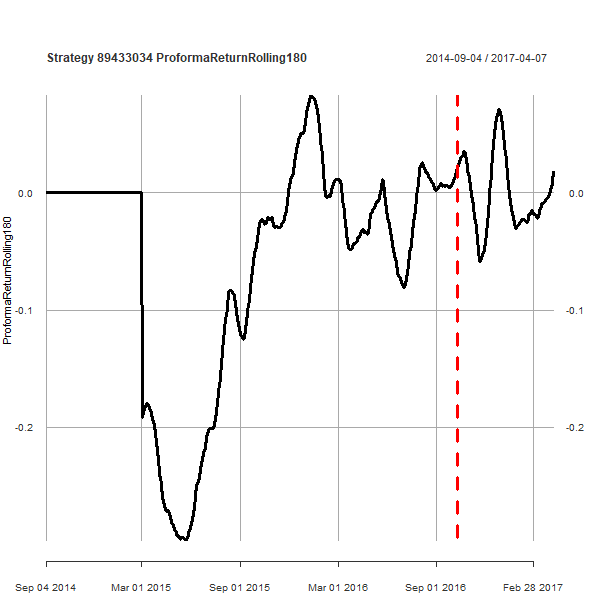 Strategy 89433034 ProformaReturnRolling180
2014-09-04 / 2017-04-07
ProformaReturnRolling180
0.0
0.0
-0.1
-0.1
-0.2
-0.2
Sep 04 2014
Mar 01 2015
Sep 01 2015
Mar 01 2016
Sep 01 2016
Feb 28 2017